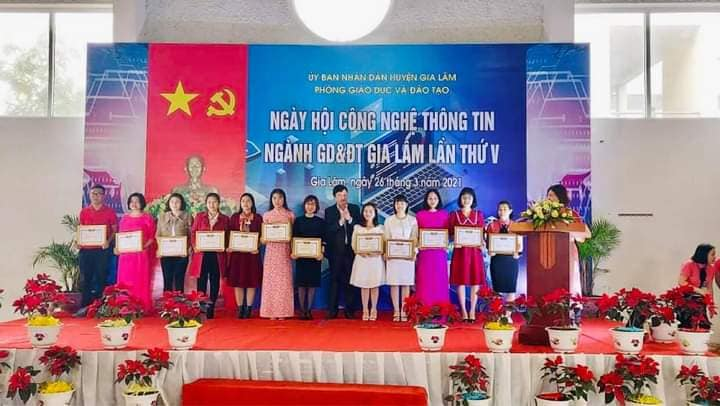 ỦY BAN NHÂN DÂN HUYỆN GIA LÂM
PHÒNG GIÁO DỤC VÀ ĐÀO TẠO
NGÀY HỘI CÔNG NGHỆ THÔNG TIN
NGÀNH GD&ĐT GIA LÂM LẦN THỨ V
Gia Lâm, ngày 26 tháng 3 năm 2021